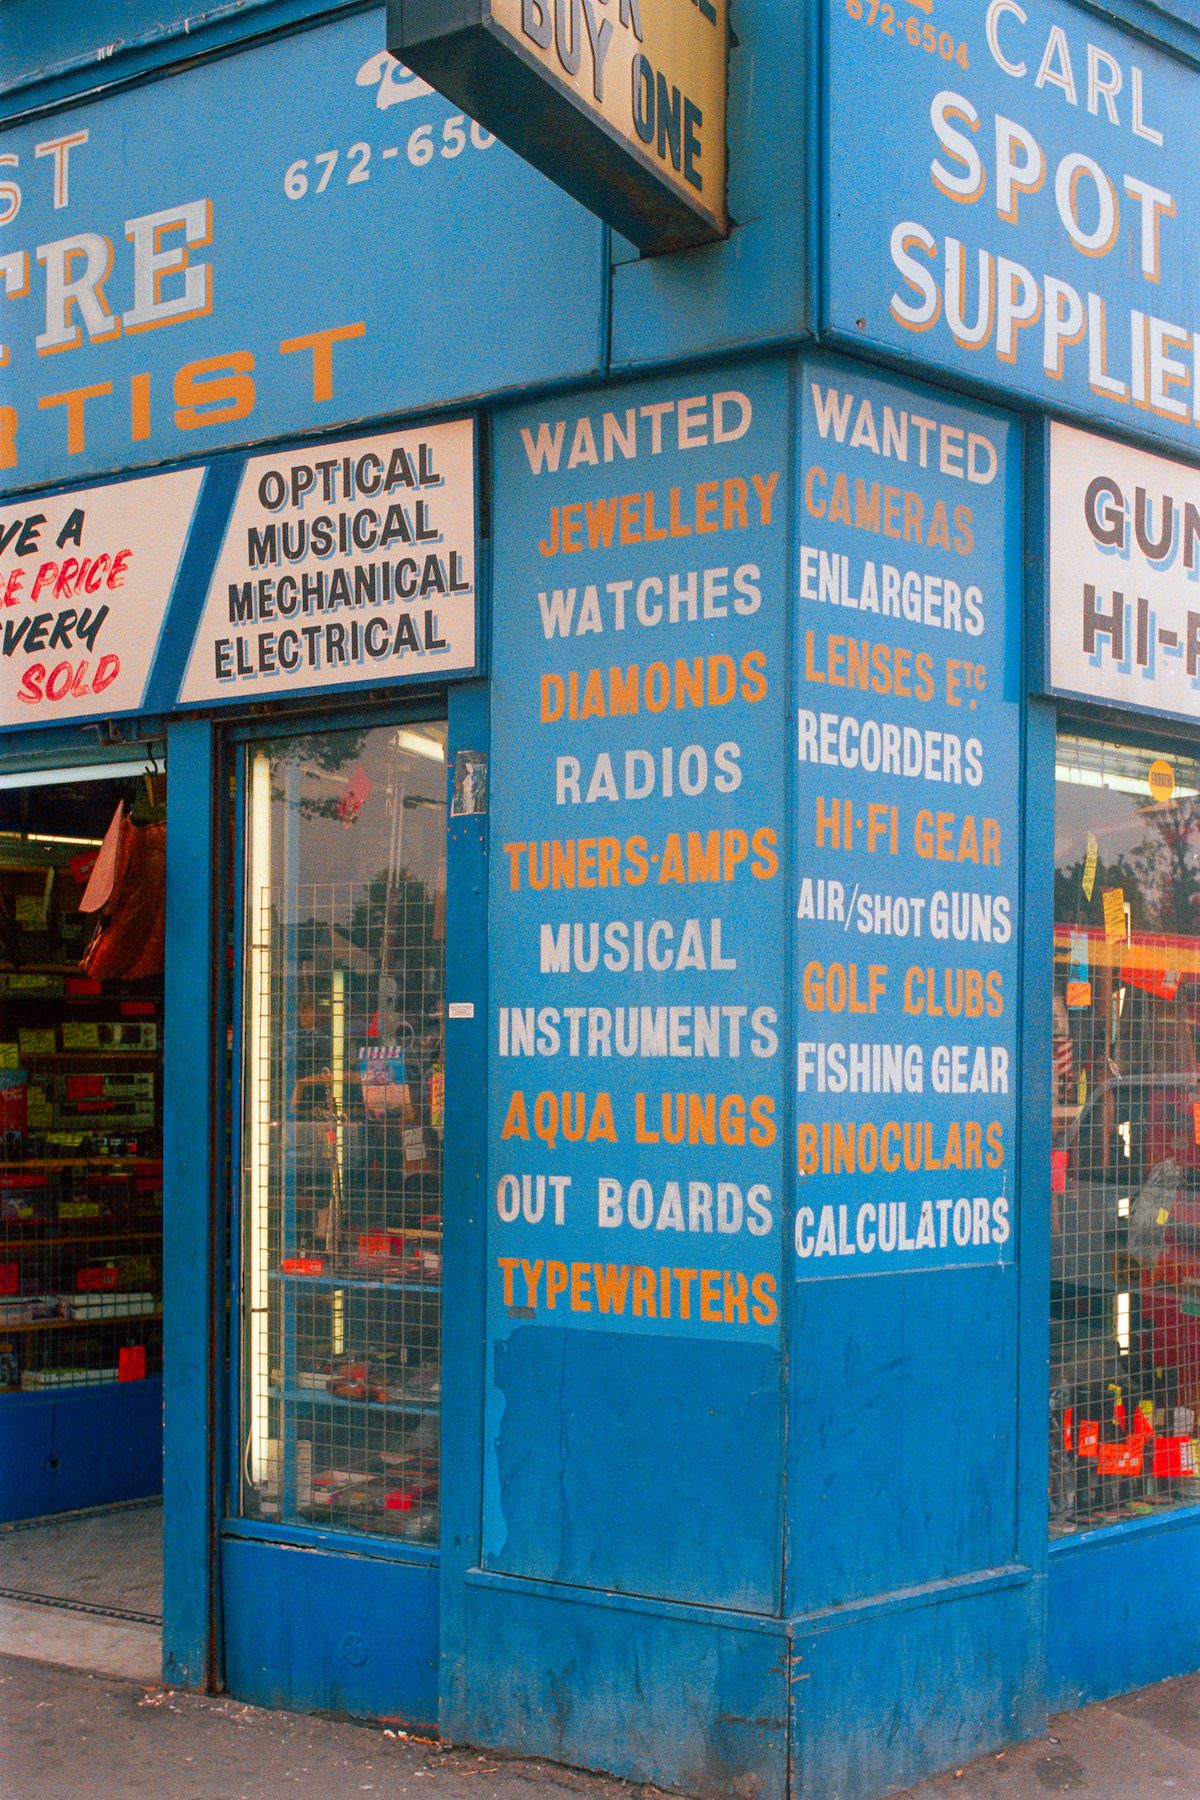 BUY ONE
672-650
ST
TRE
RTIST
VE A
PRICE
VERY
SOLD
OPTICAL
MUSICAL
MECHANICAL
ELECTRICAL
WANTED
JEWELLERY
WATCHES
DIAMONDS
RADIOS
TUNERS·AMPS
MUSICAL
INSTRUMENTS
AQUA LUNGS
OUT BOARDS
TYPEWRITERS
672-6504
CARL
SPOT
SUPPLIE
WANTED
CAMERAS
ENLARGERS
LENSES ETC
RECORDERS
HI·FI GEAR
AIR/SHOT GUNS
GOLF CLUBS
FISHING GEAR
BINOCULARS
CALCULATORS
GUN
HI-F